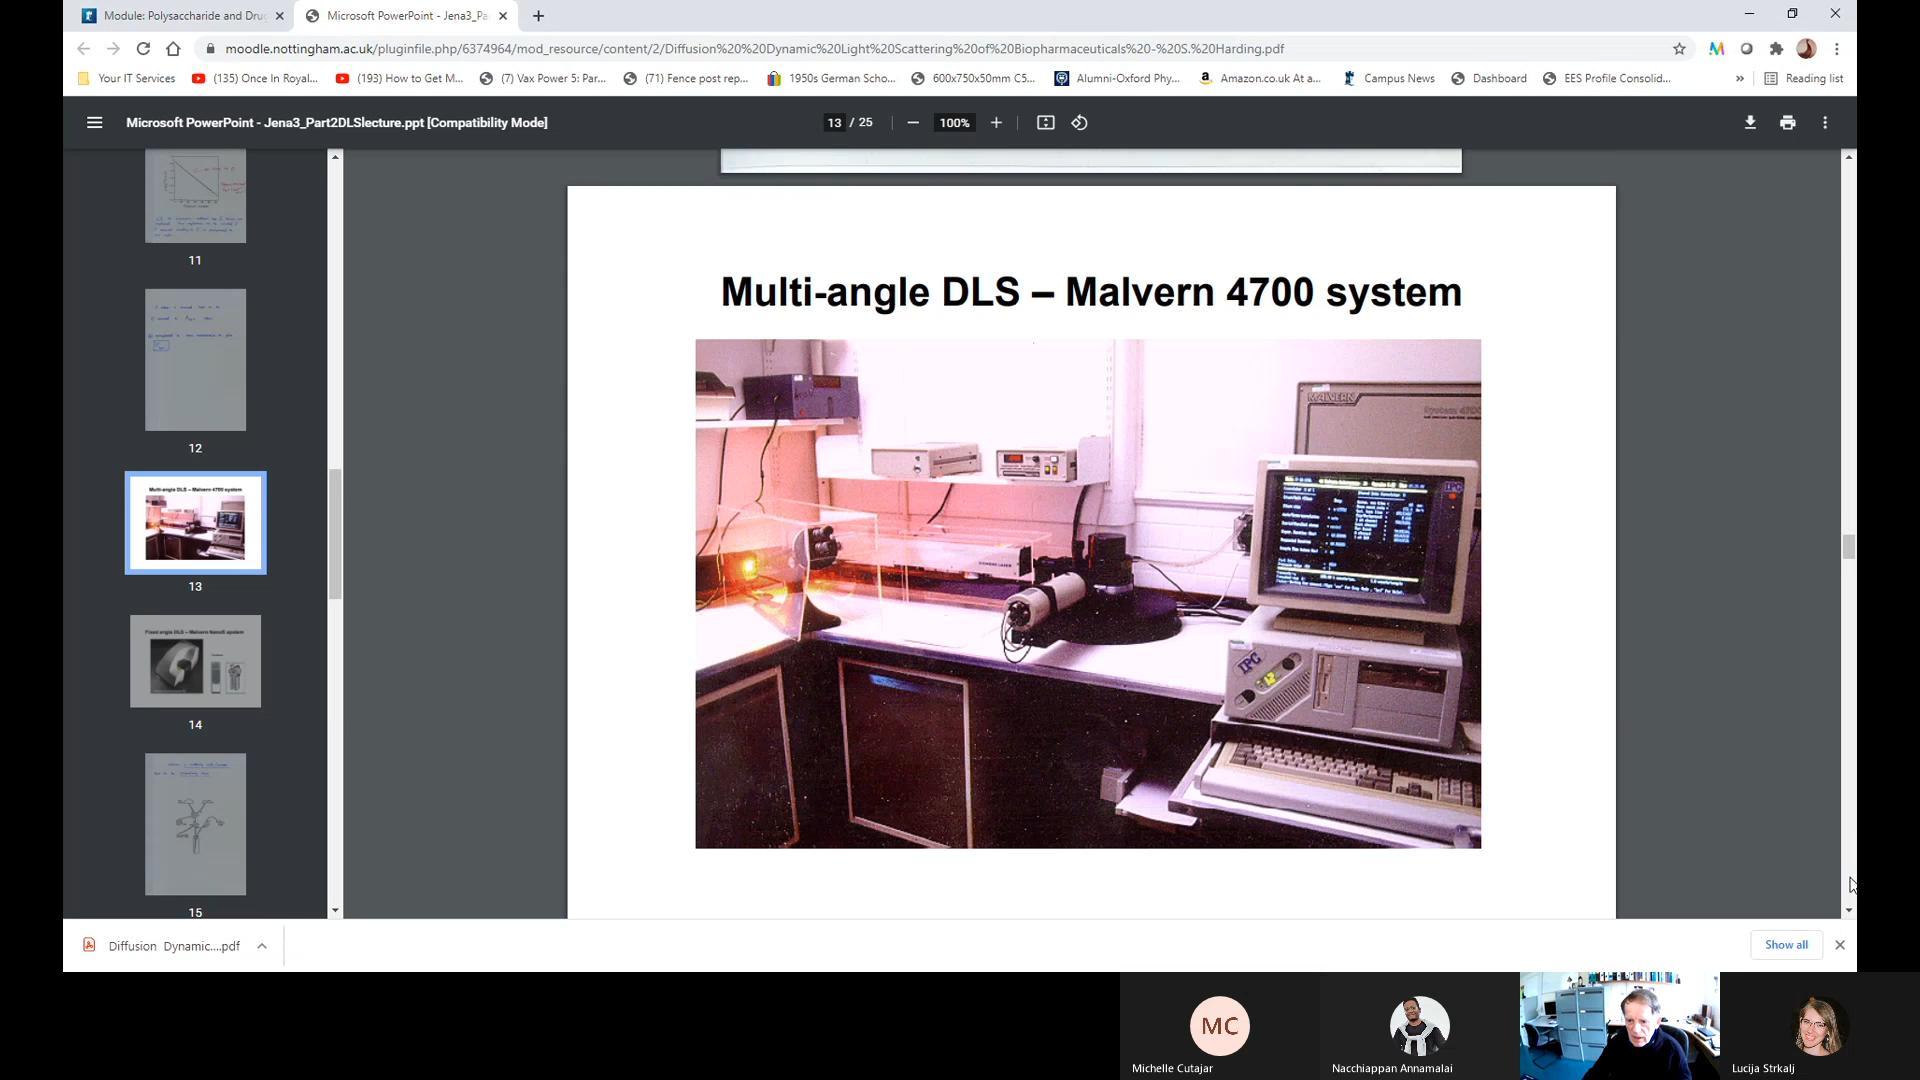 Module: Polysaccharide and Dru
Microsoft PowerPoint - Jena3_Pa
moodle.nottingham.ac.uk/pluginfile.php/6374964/mod_resource/content/2/Diffusion%20%20Dynamic%20Light%20Scattering%20of%20Biopharmaceuticals%20-%20S.%20Harding.pdf
Your IT Services
(135) Once In Royal...
(193) How to Get M...
(7) Vax Power 5: Par...
(71) Fence post rep...
1950s German Scho...
600x750x50mm C5...
Alumni-Oxford Phy...
Amazon.co.uk At a...
Campus News
Dashboard
EES Profile Consolid...
»
Reading list
Microsoft PowerPoint - Jena3_Part2DLSlecture.ppt [Compatibility Mode]
13 / 25
100%
11
12
Multi-angle DLS – Malvern 4700 system
13
Fixed angle DLS – Malvern NanoS system
14
15
Multi-angle DLS – Malvern 4700 system
MALVERN
System 4700
SIEMENS LASER
IPC
IPC
12
Diffusion Dynamic....pdf
Show all
MC
Michelle Cutajar
Nacchiappan Annamalai
Lucija Strkalj